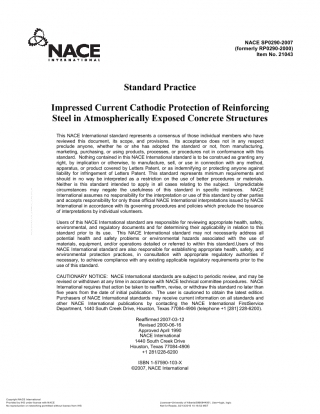 NACE
INTERNATIONAL
NACE SP0290-2007
(formerly RP0290-2000)
Item No. 21043
Standard Practice
Impressed Current Cathodic Protection of Reinforcing
Steel in Atmospherically Exposed Concrete Structures
This NACE International standard represents a consensus of those individual members who have
reviewed this document, its scope, and provisions. Its acceptance does not in any respect
preclude anyone, whether he or she has adopted the standard or not, from manufacturing,
marketing, purchasing, or using products, processes, or procedures not in conformance with this
standard. Nothing contained in this NACE International standard is to be construed as granting any
right, by implication or otherwise, to manufacture, sell, or use in connection with any method,
apparatus, or product covered by Letters Patent, or as indemnifying or protecting anyone against
liability for infringement of Letters Patent. This standard represents minimum requirements and
should in no way be interpreted as a restriction on the use of better procedures or materials.
Neither is this standard intended to apply in all cases relating to the subject. Unpredictable
circumstances may negate the usefulness of this standard in specific instances. NACE
International assumes no responsibility for the interpretation or use of this standard by other parties
and accepts responsibility for only those official NACE International interpretations issued by NACE
International in accordance with its governing procedures and policies which preclude the issuance
of interpretations by individual volunteers.
Users of this NACE International standard are responsible for reviewing appropriate health, safety,
environmental, and regulatory documents and for determining their applicability in relation to this
standard prior to its use. This NACE International standard may not necessarily address all
potential health and safety problems or environmental hazards associated with the use of
materials, equipment, and/or operations detailed or referred to within this standard.Users of this
NACE International standard are also responsible for establishing appropriate health, safety, and
environmental protection practices, in consultation with appropriate regulatory authorities if
necessary, to achieve compliance with any existing applicable regulatory requirements prior to the
use of this standard.
CAUTIONARY NOTICE: NACE International standards are subject to periodic review, and may be
revised or withdrawn at any time in accordance with NACE technical committee procedures. NACE
International requires that action be taken to reaffirm, revise, or withdraw this standard no later than
five years from the date of initial publication. The user is cautioned to obtain the latest edition.
Purchasers of NACE International standards may receive current information on all standards and
other NACE International publications by contacting the NACE International FirstService
Department, 1440 South Creek Drive, Houston, Texas 77084-4906 (telephone +1 [281] 228-6200).
Reaffirmed 2007-03-12
Revised 2000-06-16
Approved April 1990
NACE International
1440 South Creek Drive
Houston, Texas 77084-4906
+1 281/228-6200
ISBN 1-57590-103-X
©2007, NACE International
Copyright NACE International